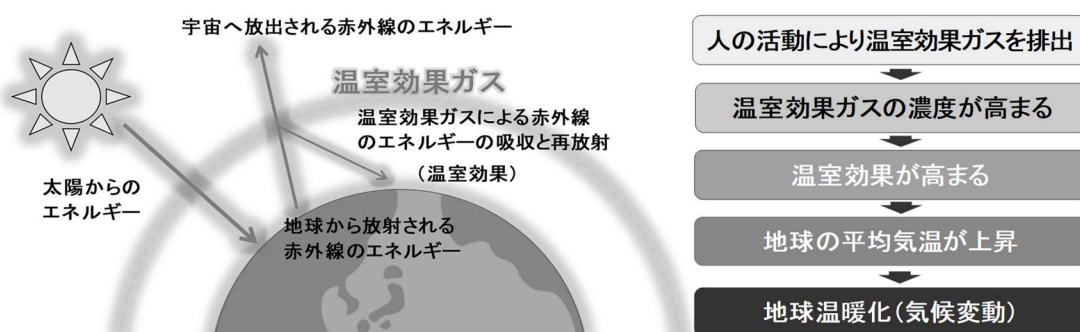 宇宙へ放出される赤外線のエネルギー
温室効果ガス
温室効果ガスによる赤外線
のエネルギーの吸収と再放射
（温室効果）
太陽からの
エネルギー
地球から放射される
赤外線のエネルギー
人の活動により温室効果ガスを排出
温室効果ガスの濃度が高まる
温室効果が高まる
地球の平均気温が上昇
地球温暖化（気候変動）